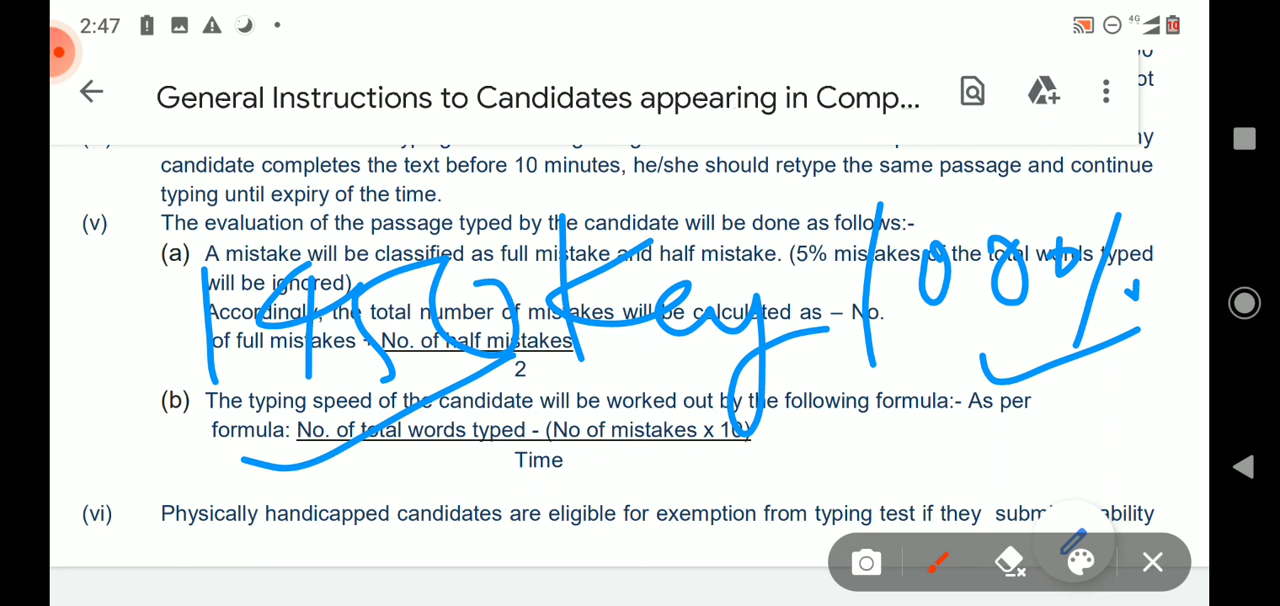 2:47
4G
10
General Instructions to Candidates appearing in Comp...
ot
candidate completes the text before 10 minutes, he/she should retype the same passage and continue
typing until expiry of the time.
(v) The evaluation of the passage typed by the candidate will be done as follows:-
(a) A mistake will be classified as full mistake and half mistake. (5% mistakes of the total words typed
will be ignored)
Accordingly, the total number of mistakes will be calculated as – No.
of full mistakes + No. of half mistakes
2
1450 Key 100%
(b) The typing speed of the candidate will be worked out by the following formula:- As per
formula: No. of total words typed - (No of mistakes x 10)
Time
(vi) Physically handicapped candidates are eligible for exemption from typing test if they